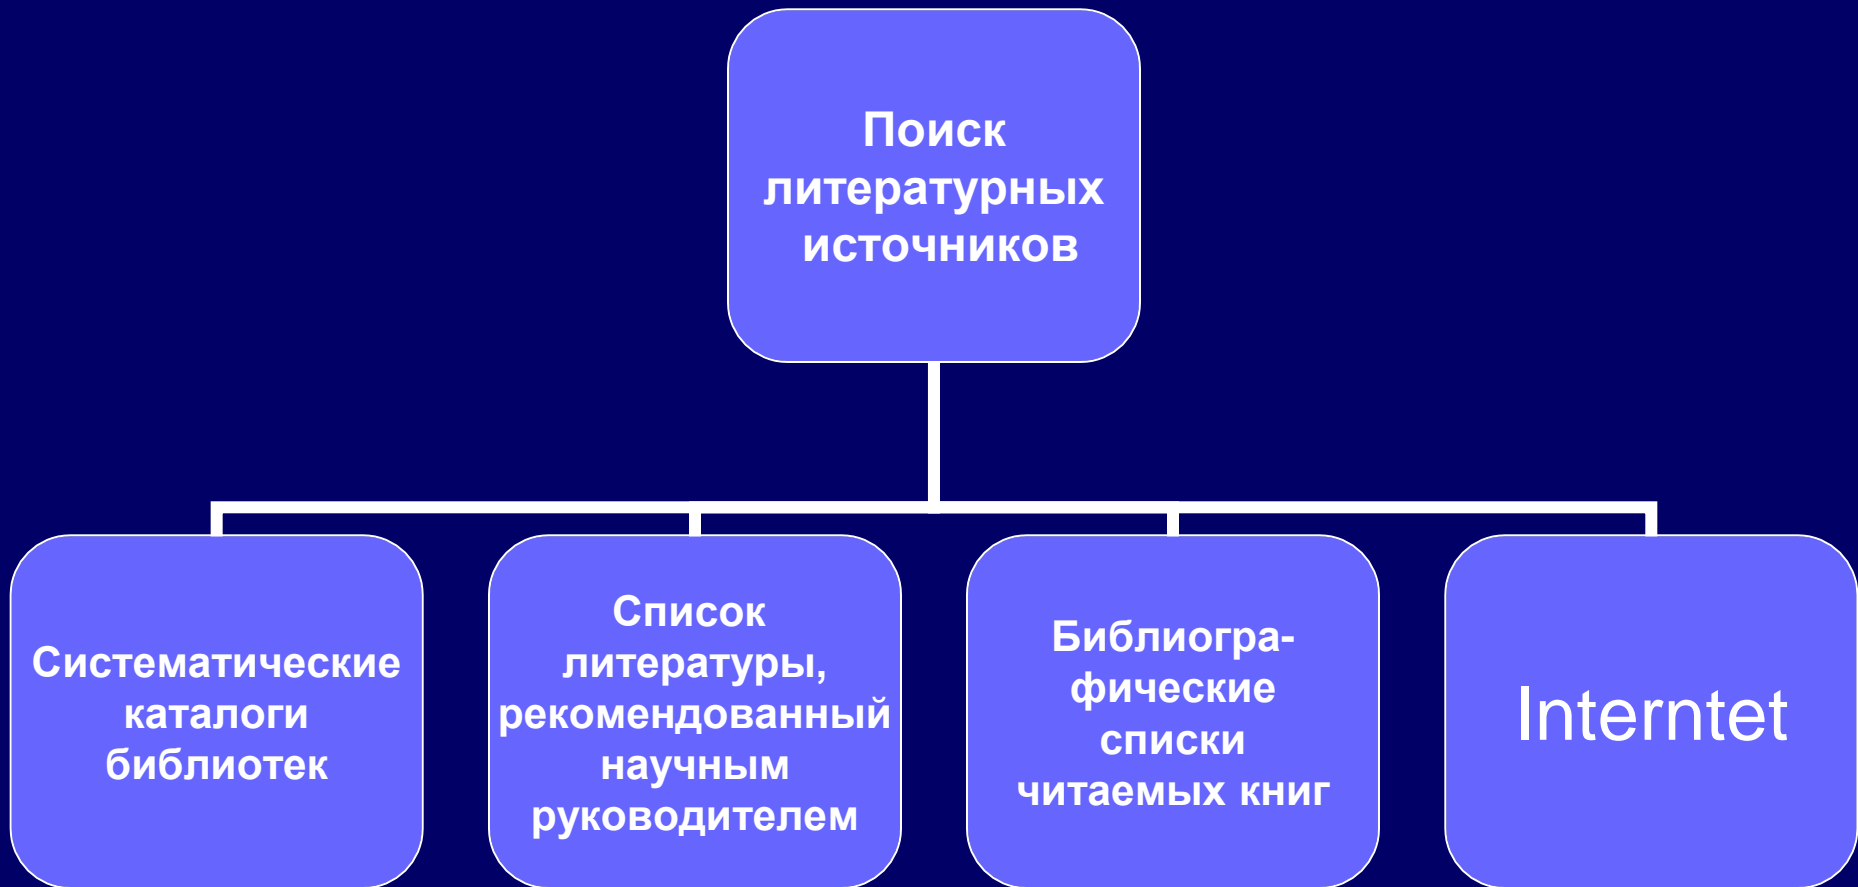 Поиск
литературных
источников
Систематические
каталоги
библиотек
Список
литературы,
рекомендованный
научным
руководителем
Библиогра-
фические
списки
читаемых книг
Interntet